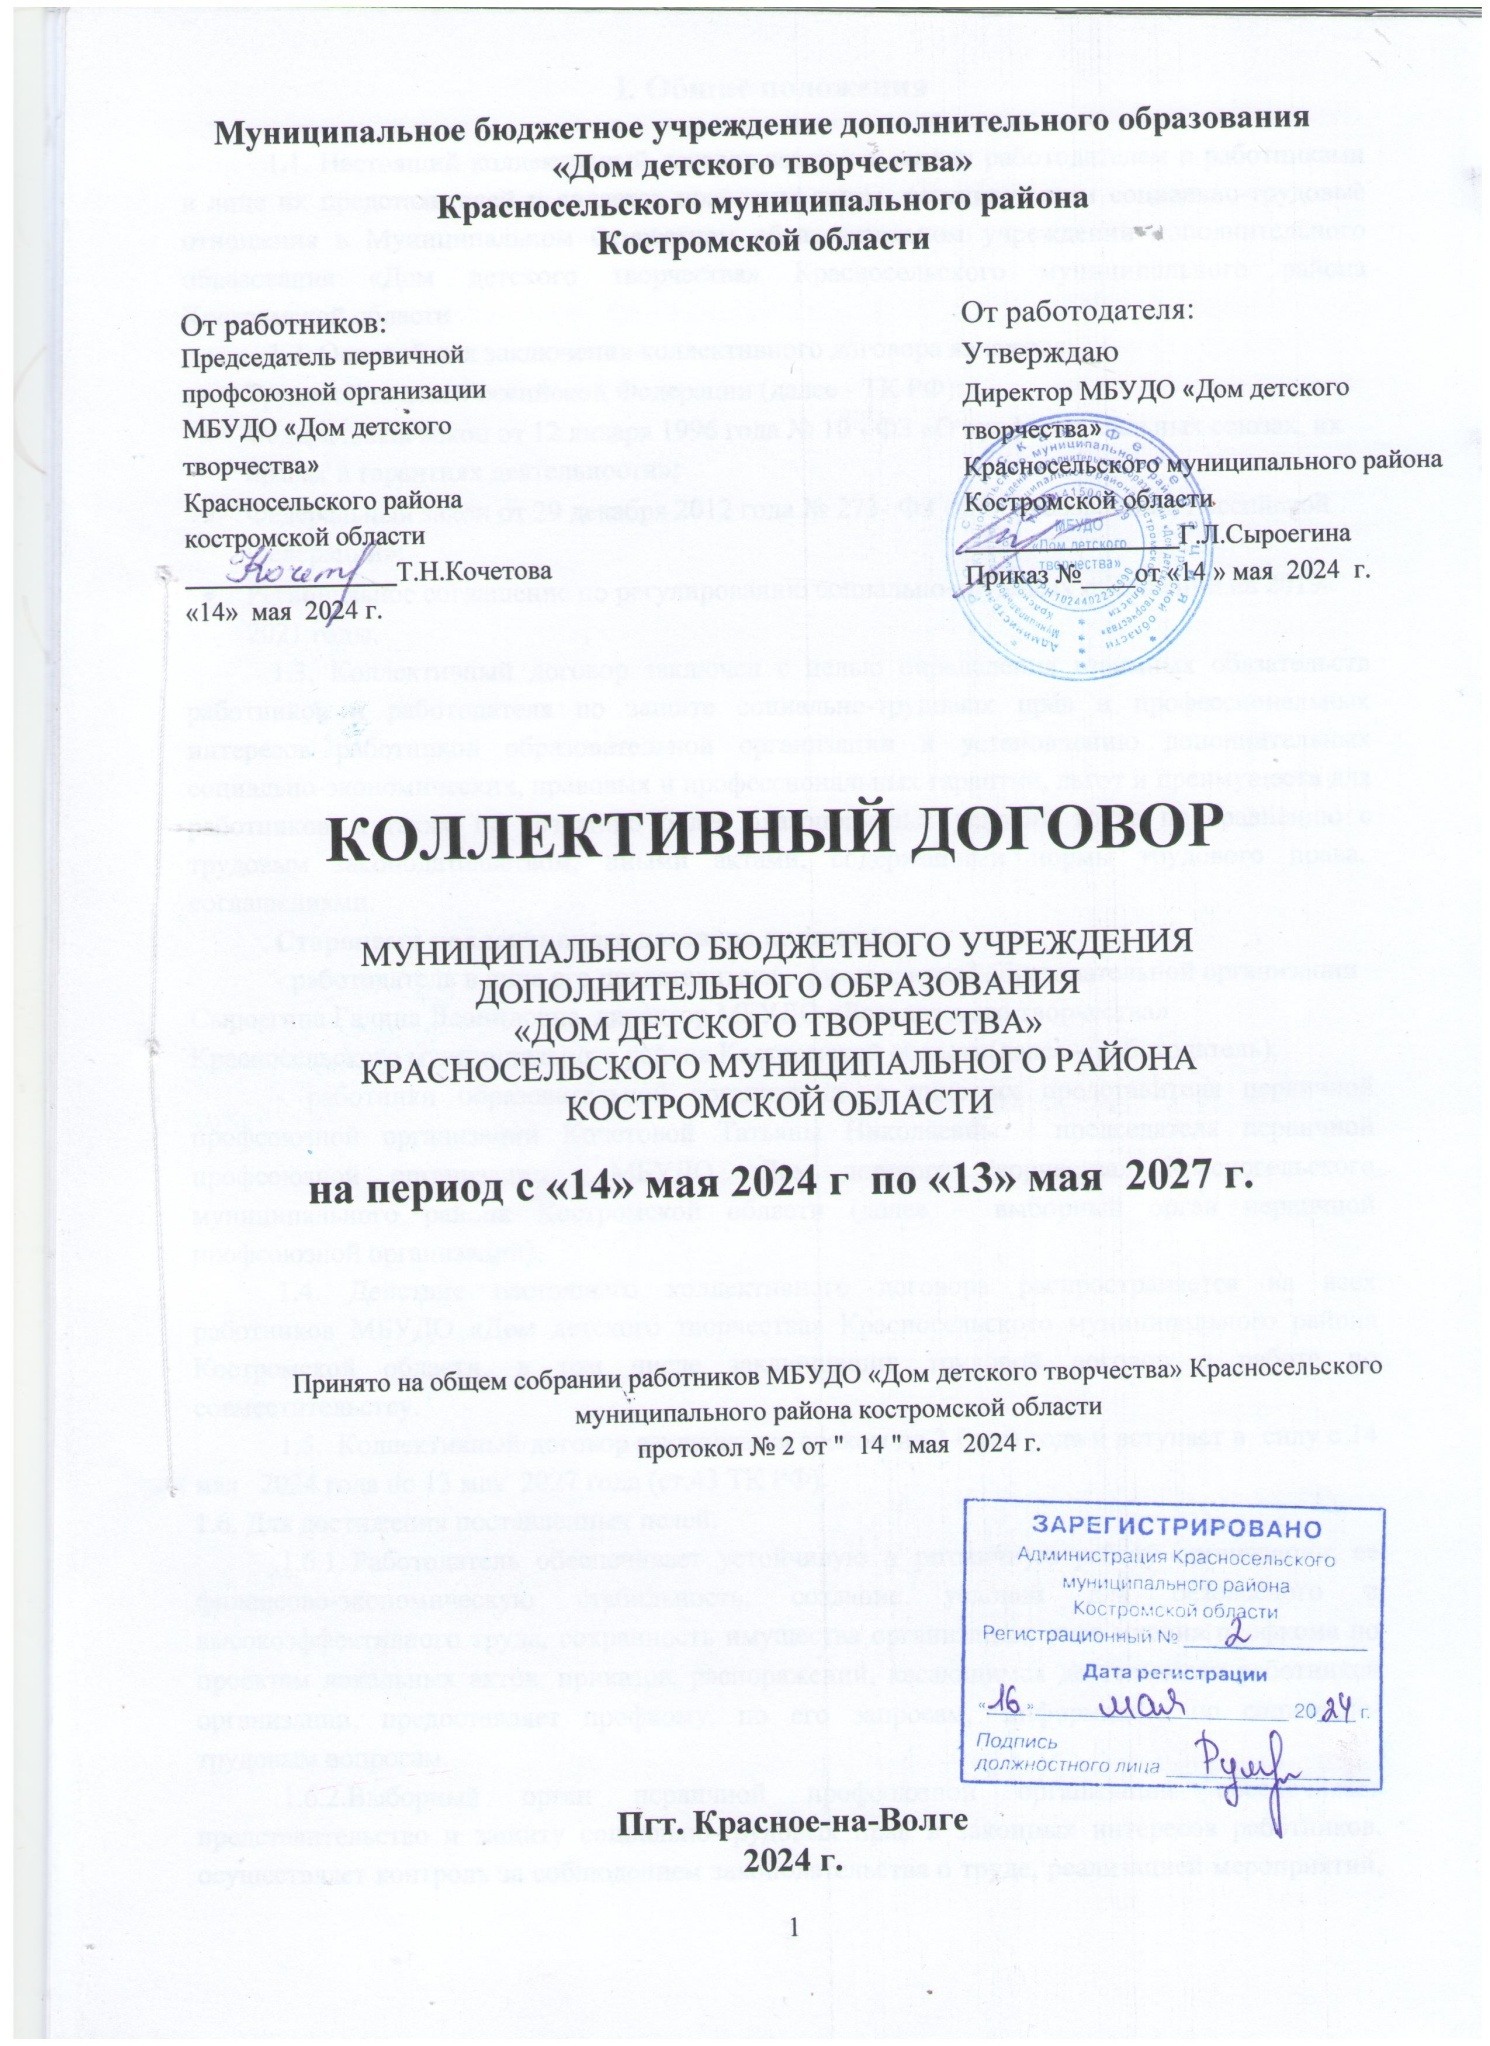 Муниципальное бюджетное учреждение дополнительного образования
«Дом детского творчества»
Красносельского муниципального района
Костромской области
От работников:
Председатель первичной
профсоюзной организации
МБУДО «Дом детского
творчества»
Красносельского района
костромской области
Т.Н.Кочетова
«14» мая 2024 г.
От работодателя:
Утверждаю
Директор МБУДО «Дом детского
творчества»
Красносельского муниципального района
Костромской области
Г.Л.Сыроегина
Приказ №____от «14 » мая 2024 г.
МБУДО
«Дом детского
творчества»
КОЛЛЕКТИВНЫЙ ДОГОВОР
МУНИЦИПАЛЬНОГО БЮДЖЕТНОГО УЧРЕЖДЕНИЯ
ДОПОЛНИТЕЛЬНОГО ОБРАЗОВАНИЯ
«ДОМ ДЕТСКОГО ТВОРЧЕСТВА»
КРАСНОСЕЛЬСКОГО МУНИЦИПАЛЬНОГО РАЙОНА
КОСТРОМСКОЙ ОБЛАСТИ
на период с «14» мая 2024 г по «13» мая 2027 г.
Принято на общем собрании работников МБУДО «Дом детского творчества» Красносельского
муниципального района костромской области
протокол № 2 от " 14 " мая 2024 г.
ЗАРЕГИСТРИРОВАНО
Администрация Красносельского
муниципального района
Костромской области
Регистрационный № 2
Дата регистрации
«16» мая 2024 г.
Подпись
должностного лица
Пгт. Красное-на-Волге
2024 г.
1